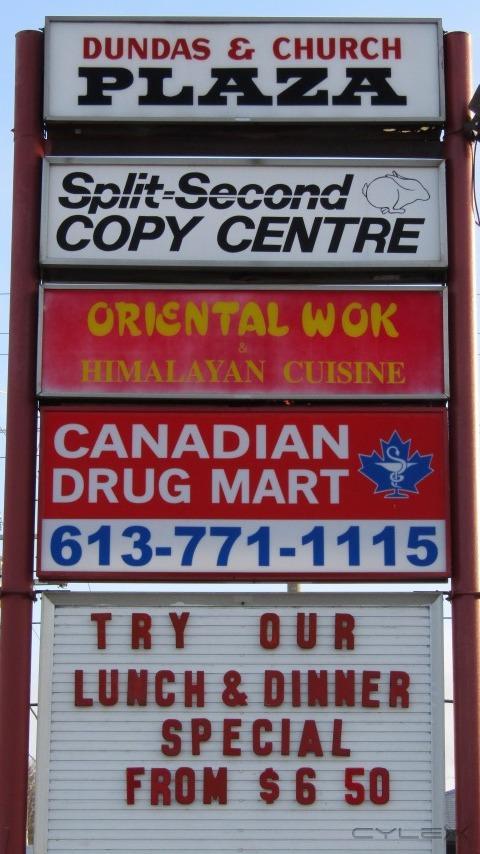 DUNDAS & CHURCH
PLAZA
Split-Second
COPY CENTRE
ORIENTAL WOK
&
HIMALAYAN CUISINE
CANADIAN
DRUG MART
613-771-1115
TRY OUR
LUNCH & DINNER
SPECIAL
FROM $6 50
CYLEX